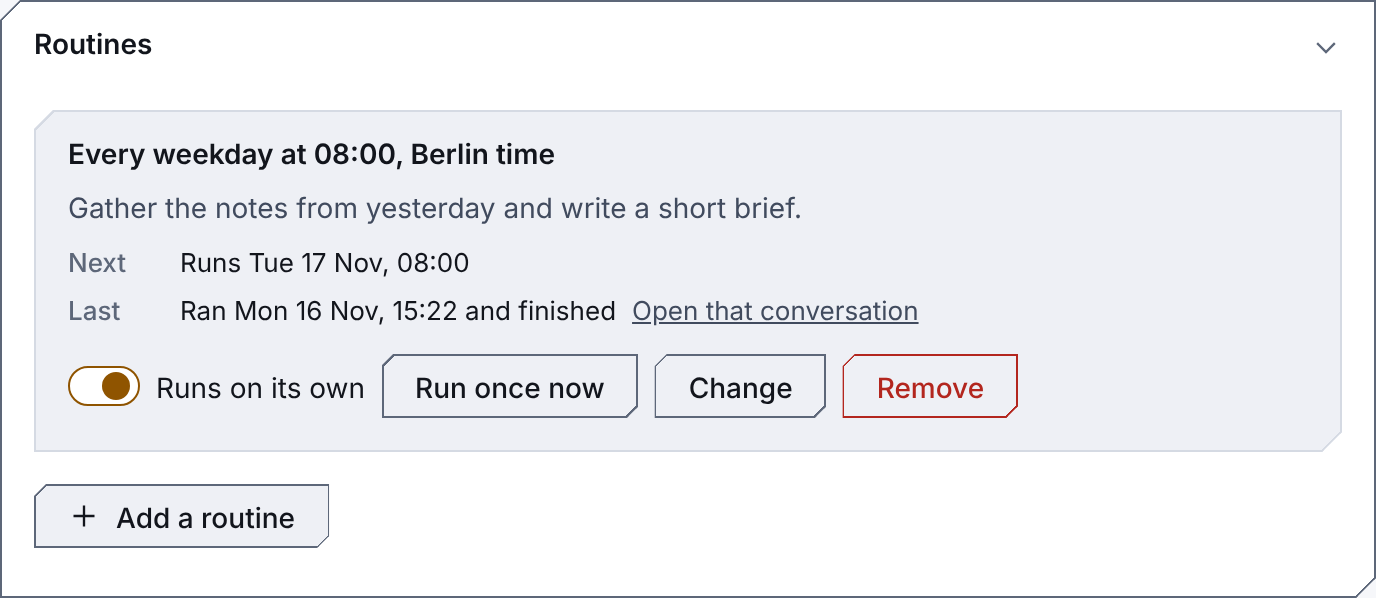 Routines
Every weekday at 08:00, Berlin time
Gather the notes from yesterday and write a short brief.
Next Runs Tue 17 Nov, 08:00
Last Ran Mon 16 Nov, 15:22 and finished Open that conversation
Runs on its own Run once now Change Remove
+ Add a routine